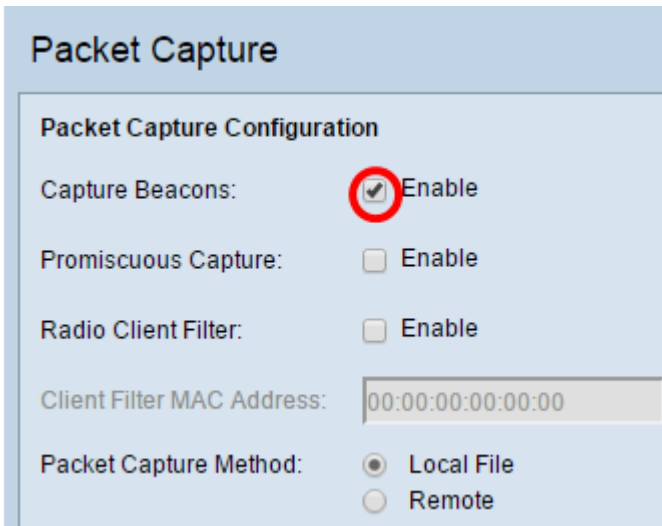 Packet Capture
Packet Capture Configuration
Capture Beacons: Enable
Promiscuous Capture: Enable
Radio Client Filter: Enable
Client Filter MAC Address: 00:00:00:00:00:00
Packet Capture Method: Local File
Remote